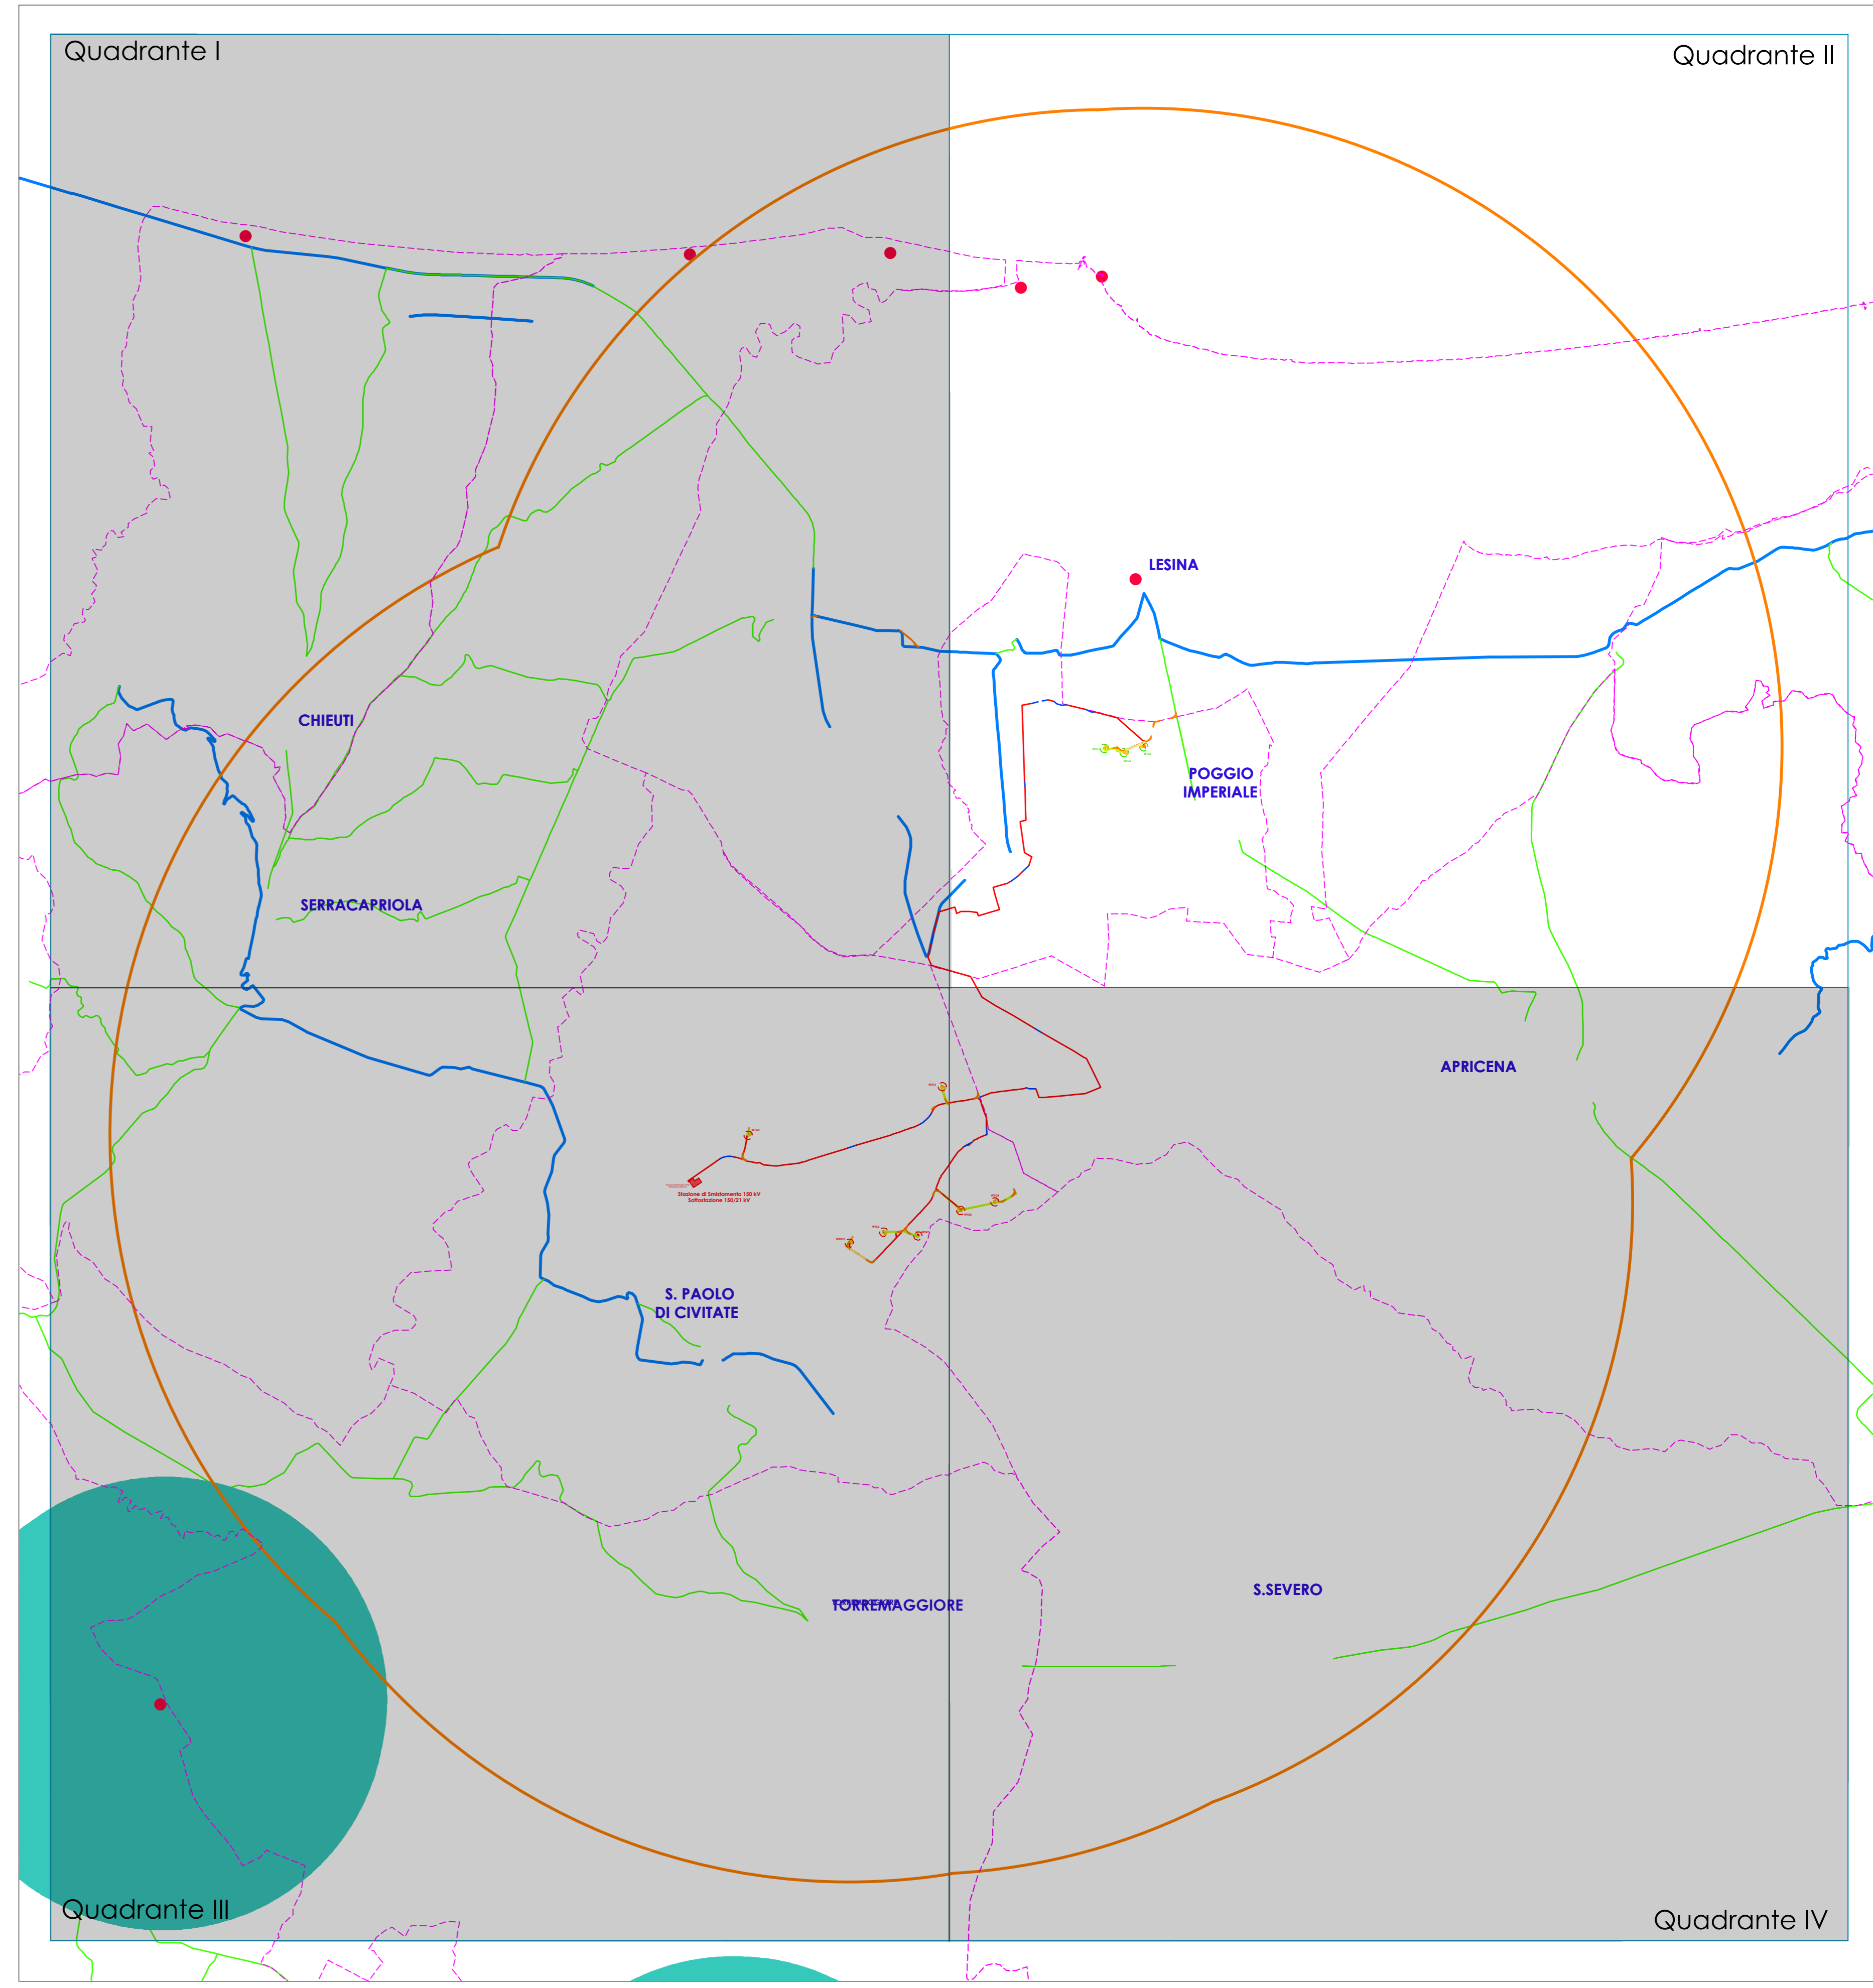 Quadrante I
Quadrante II
LESINA
CHIEUTI
POGGIO
IMPERIALE
SERRACAPRIOLA
APRICENA
Stazione di Smistamento 150 kV
Sottostazione 150/21 kV
S. PAOLO
DI CIVITATE
S.SEVERO
TORREMAGGIORE
TORREMAGGIORE
Quadrante III
Quadrante IV